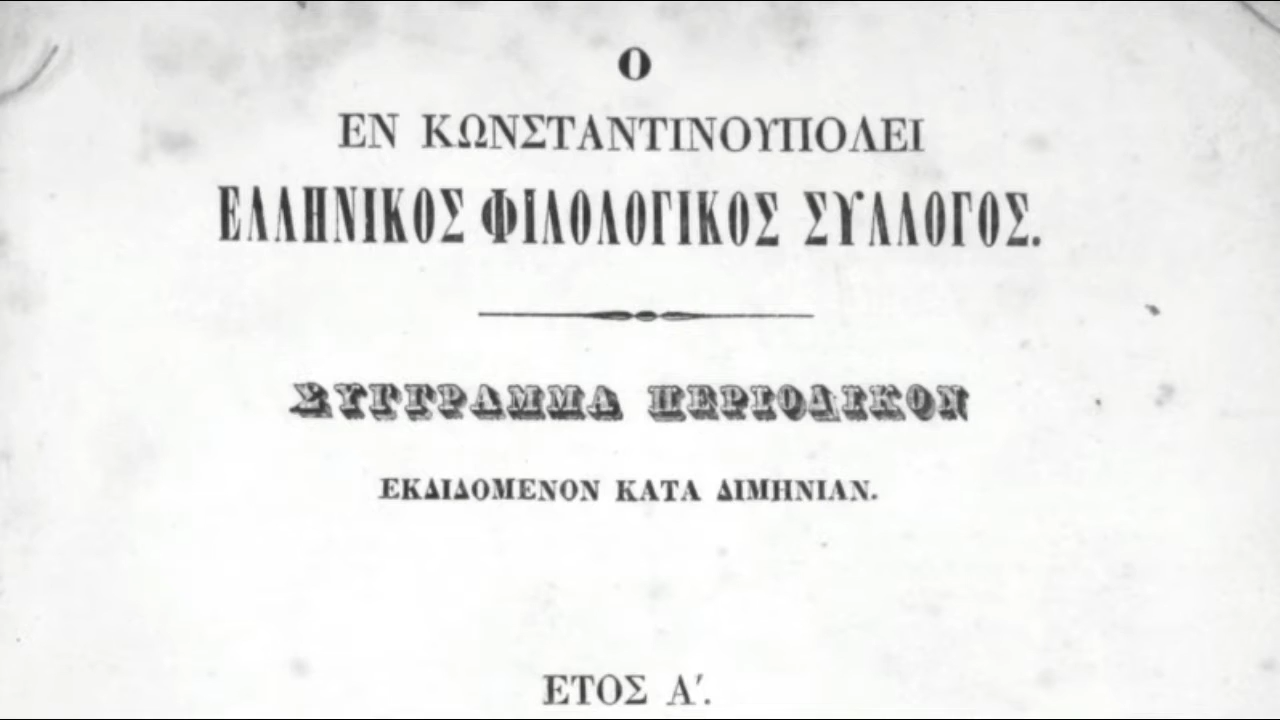 Ο
ΕΝ ΚΩΝΣΤΑΝΤΙΝΟΥΠΟΛΕΙ
ΕΛΛΗΝΙΚΟΣ ΦΙΛΟΛΟΓΙΚΟΣ ΣΥΛΛΟΓΟΣ.
ΣΥΓΓΡΑΜΜΑ ΠΕΡΙΟΔΙΚΟΝ
ΕΚΔΙΔΟΜΕΝΟΝ ΚΑΤΑ ΔΙΜΗΝΙΑΝ.
ΕΤΟΣ Α΄.